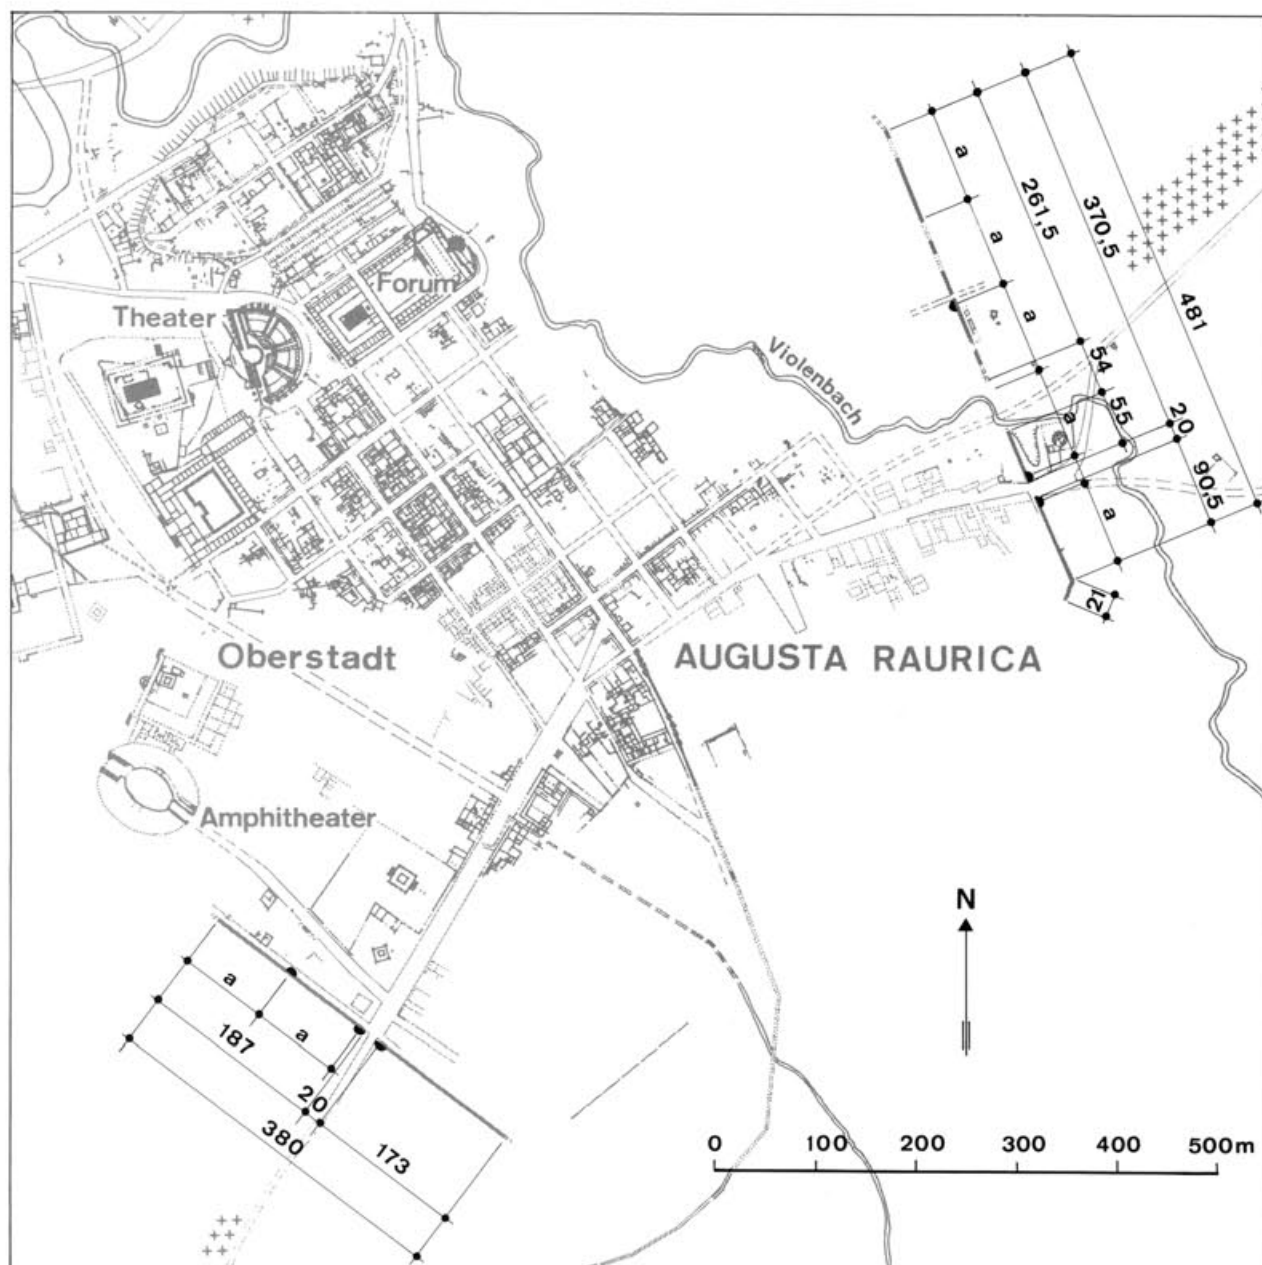 a
261,5
370,5
a
481
a
Forum
Theater
Violenbach
54
55
20
a
90,5
a
21
Oberstadt
AUGUSTA RAURICA
Amphitheater
N
a
187
a
20
380
173
0 100 200 300 400 500m